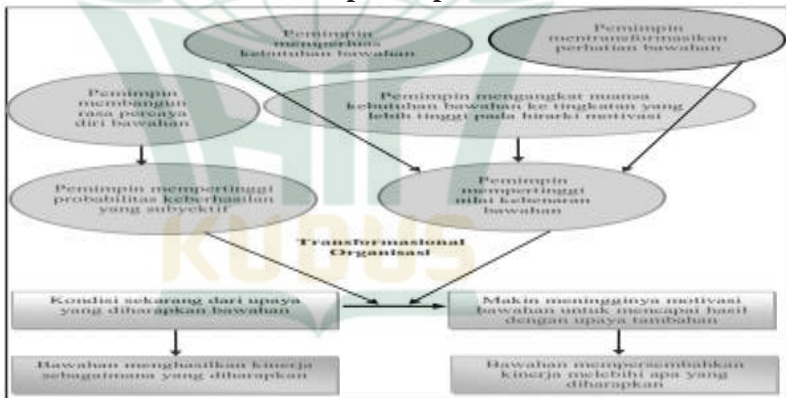 Pemimpin
memperluas
kebutuhan bawahan
Pemimpin
mentransformasikan
perhatian bawahan
Pemimpin
membangun
rasa percaya
diri bawahan
Pemimpin mengangkat nuansa
kebutuhan bawahan ke tingkatan yang
lebih tinggi pada hirarki motivasi
Pemimpin mempertinggi
probabilitas keberhasilan
yang subyektif
Pemimpin
mempertinggi
nilai kebenaran
bawahan
Transformasional
Organisasi
KUDUS
Kondisi sekarang dari upaya
yang diharapkan bawahan
Makin meningginya motivasi
bawahan untuk mencapai hasil
dengan upaya tambahan
Bawahan menghasilkan kinerja
sebagaimana yang diharapkan
Bawahan mempersembahkan
kinerja melebihi apa yang
diharapkan